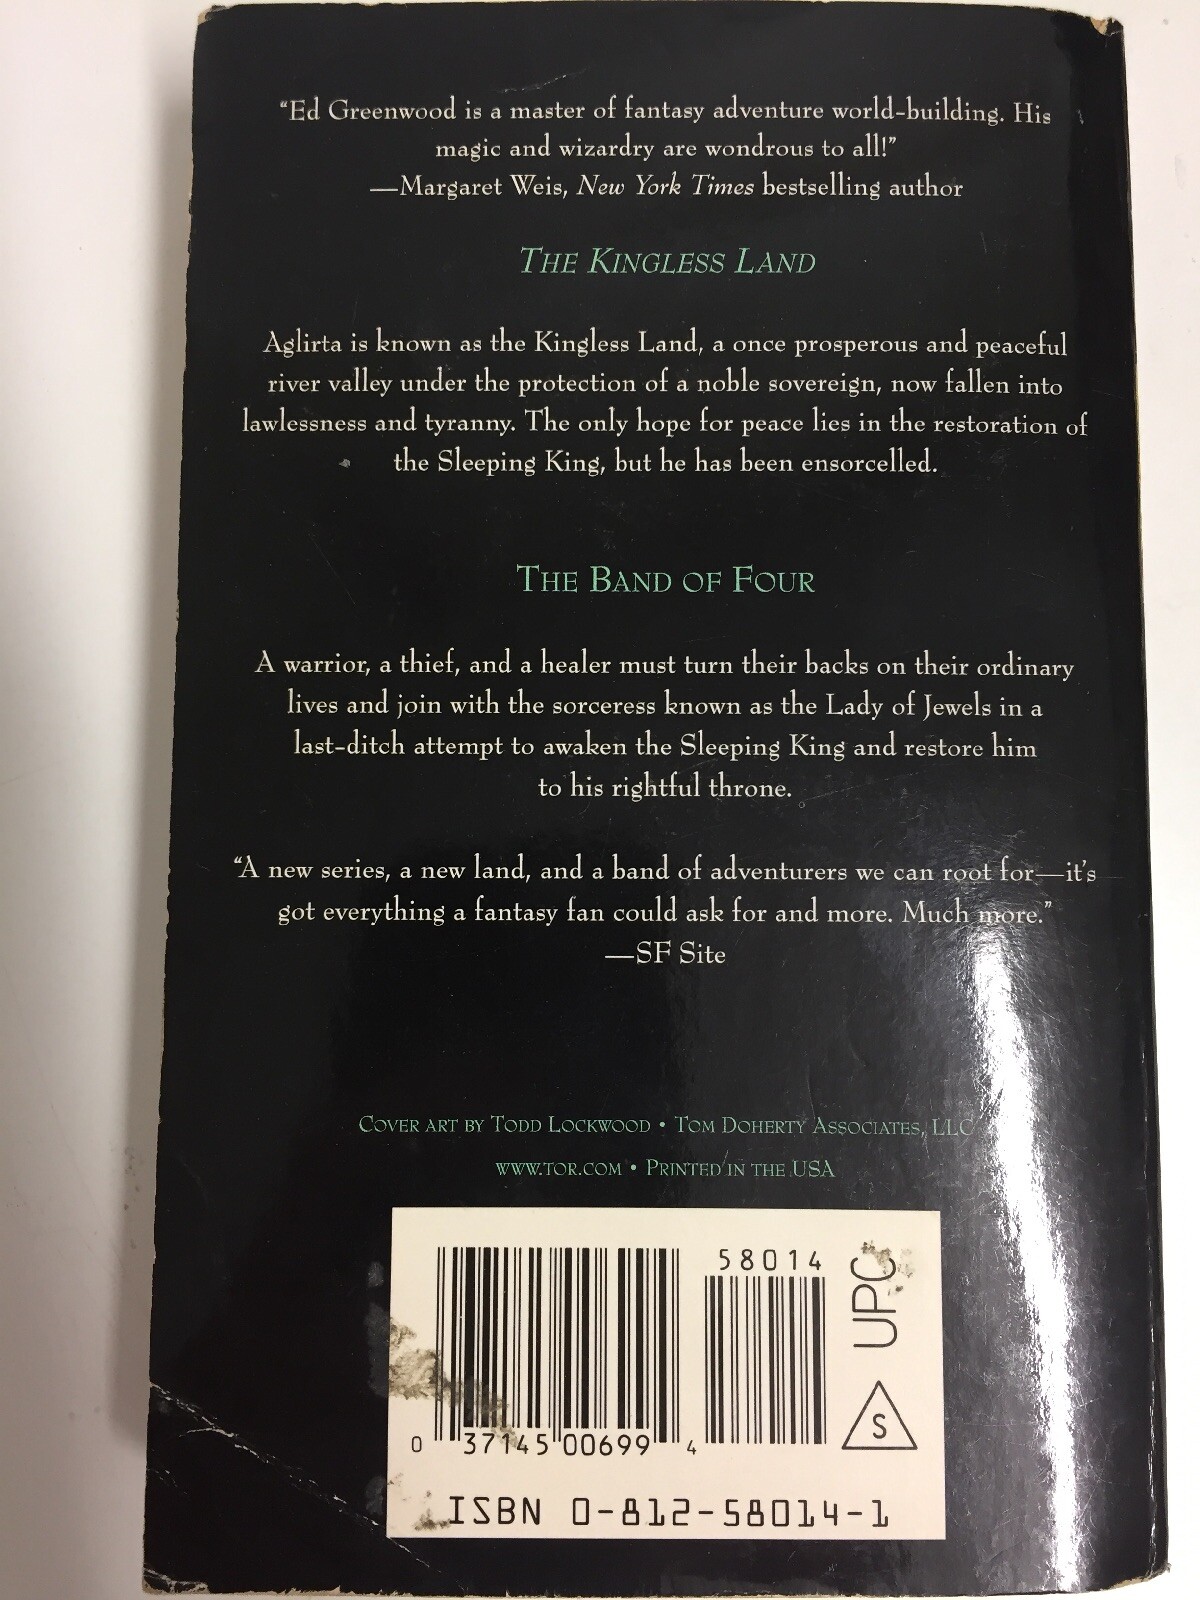 “Ed Greenwood is a master of fantasy adventure world-building. His
magic and wizardry are wondrous to all!”
—Margaret Weis, New York Times bestselling author
THE KINGLESS LAND
Aglirta is known as the Kingless Land, a once prosperous and peaceful
river valley under the protection of a noble sovereign, now fallen into
lawlessness and tyranny. The only hope for peace lies in the restoration of
the Sleeping King, but he has been ensorcelled.
THE BAND OF FOUR
A warrior, a thief, and a healer must turn their backs on their ordinary
lives and join with the sorceress known as the Lady of Jewels in a
last-ditch attempt to awaken the Sleeping King and restore him
to his rightful throne.
“A new series, a new land, and a band of adventurers we can root for—it's
got everything a fantasy fan could ask for and more. Much more.”
—SF Site
COVER ART BY TODD LOCKWOOD • TOM DOHERTY ASSOCIATES, LLC
WWW.TOR.COM • PRINTED IN THE USA
58014
UPC
S
0 37145 00699 4
ISBN 0-812-58014-1